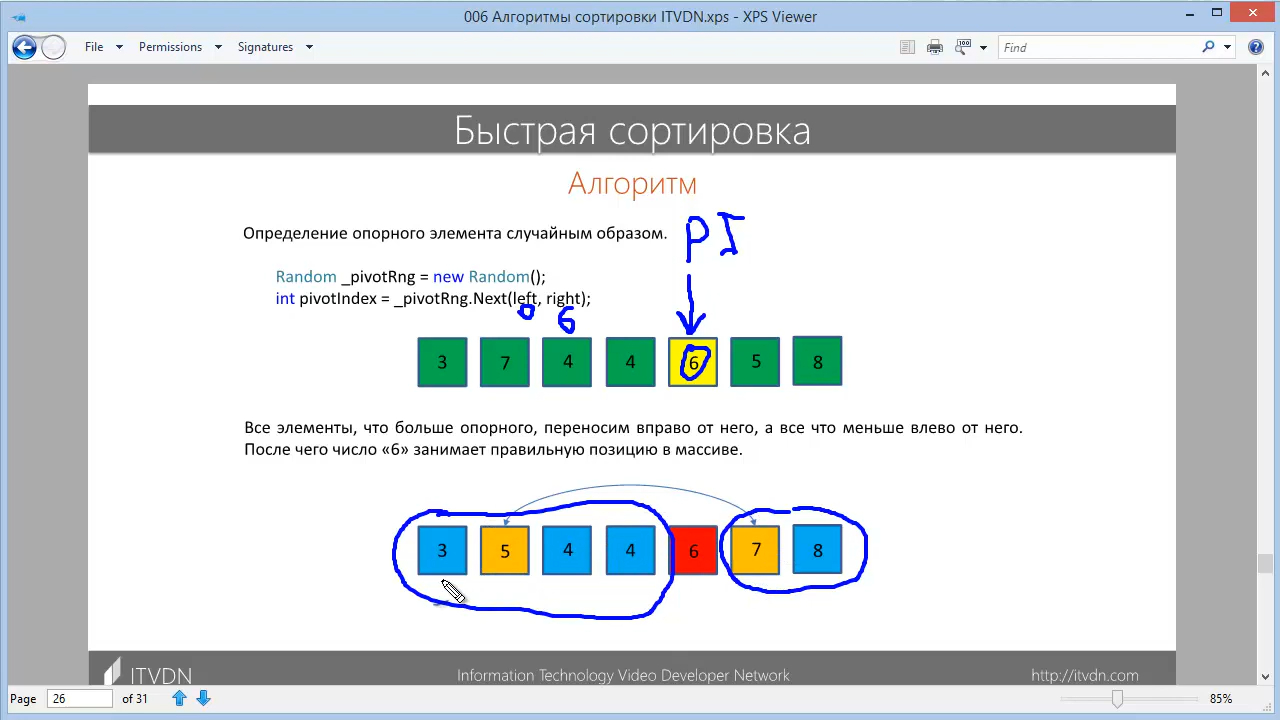 006 Алгоритмы сортировки ITVDN.xps - XPS Viewer
File Permissions Signatures Find
Быстрая сортировка
Алгоритм
Определение опорного элемента случайным образом.
PI
Random _pivotRng = new Random();
int pivotIndex = _pivotRng.Next(left, right);
0 6
3 7 4 4 6 5 8
Все элементы, что больше опорного, переносим вправо от него, а все что меньше влево от него.
После чего число «6» занимает правильную позицию в массиве.
3 5 4 4 6 7 8
ITVDN Information Technology Video Developer Network http://itvdn.com
Page 26 of 31 85%